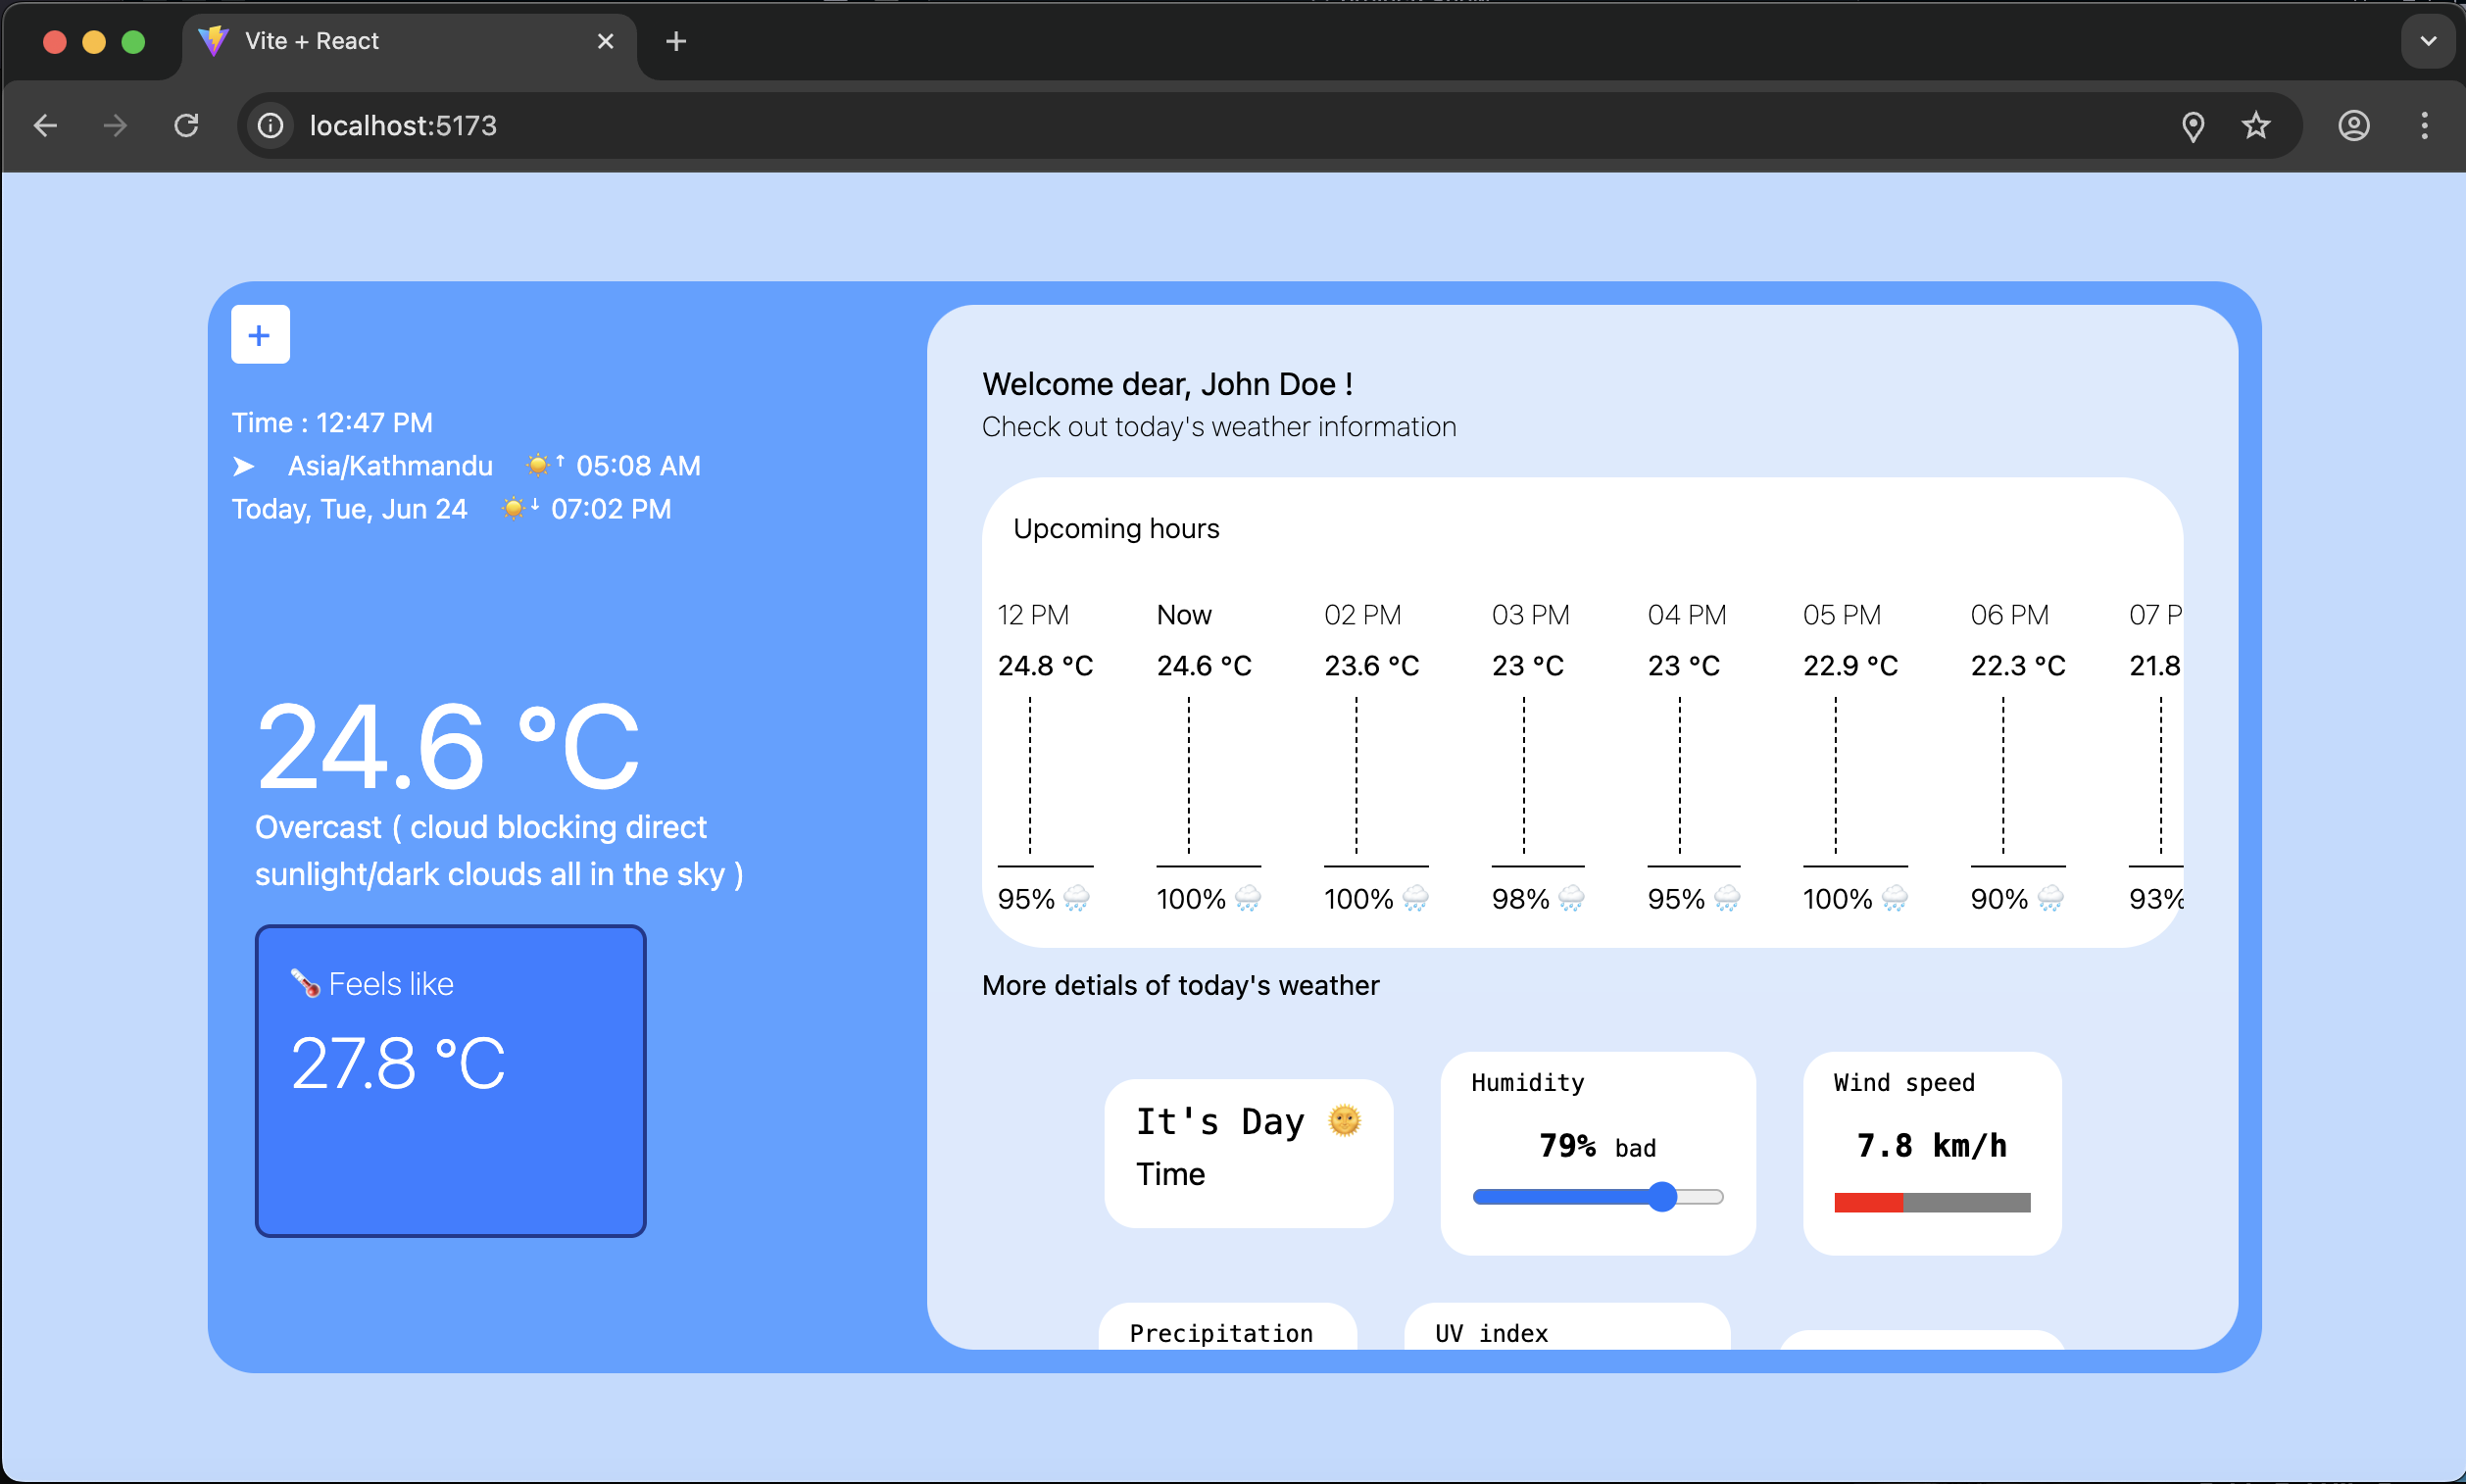 Vite + React
localhost:5173
+
Time : 12:47 PM
➤ Asia/Kathmandu ☀️↑ 05:08 AM
Today, Tue, Jun 24 ☀️↓ 07:02 PM
24.6 °C
Overcast ( cloud blocking direct
sunlight/dark clouds all in the sky )
🌡️ Feels like
27.8 °C
Welcome dear, John Doe !
Check out today's weather information
Upcoming hours
12 PM Now 02 PM 03 PM 04 PM 05 PM 06 PM 07 P
24.8 °C 24.6 °C 23.6 °C 23 °C 23 °C 22.9 °C 22.3 °C 21.8
95% 🌧️ 100% 🌧️ 100% 🌧️ 98% 🌧️ 95% 🌧️ 100% 🌧️ 90% 🌧️ 93%
More detials of today's weather
It's Day 🌞
Time
Humidity
79% bad
Wind speed
7.8 km/h
Precipitation
UV index